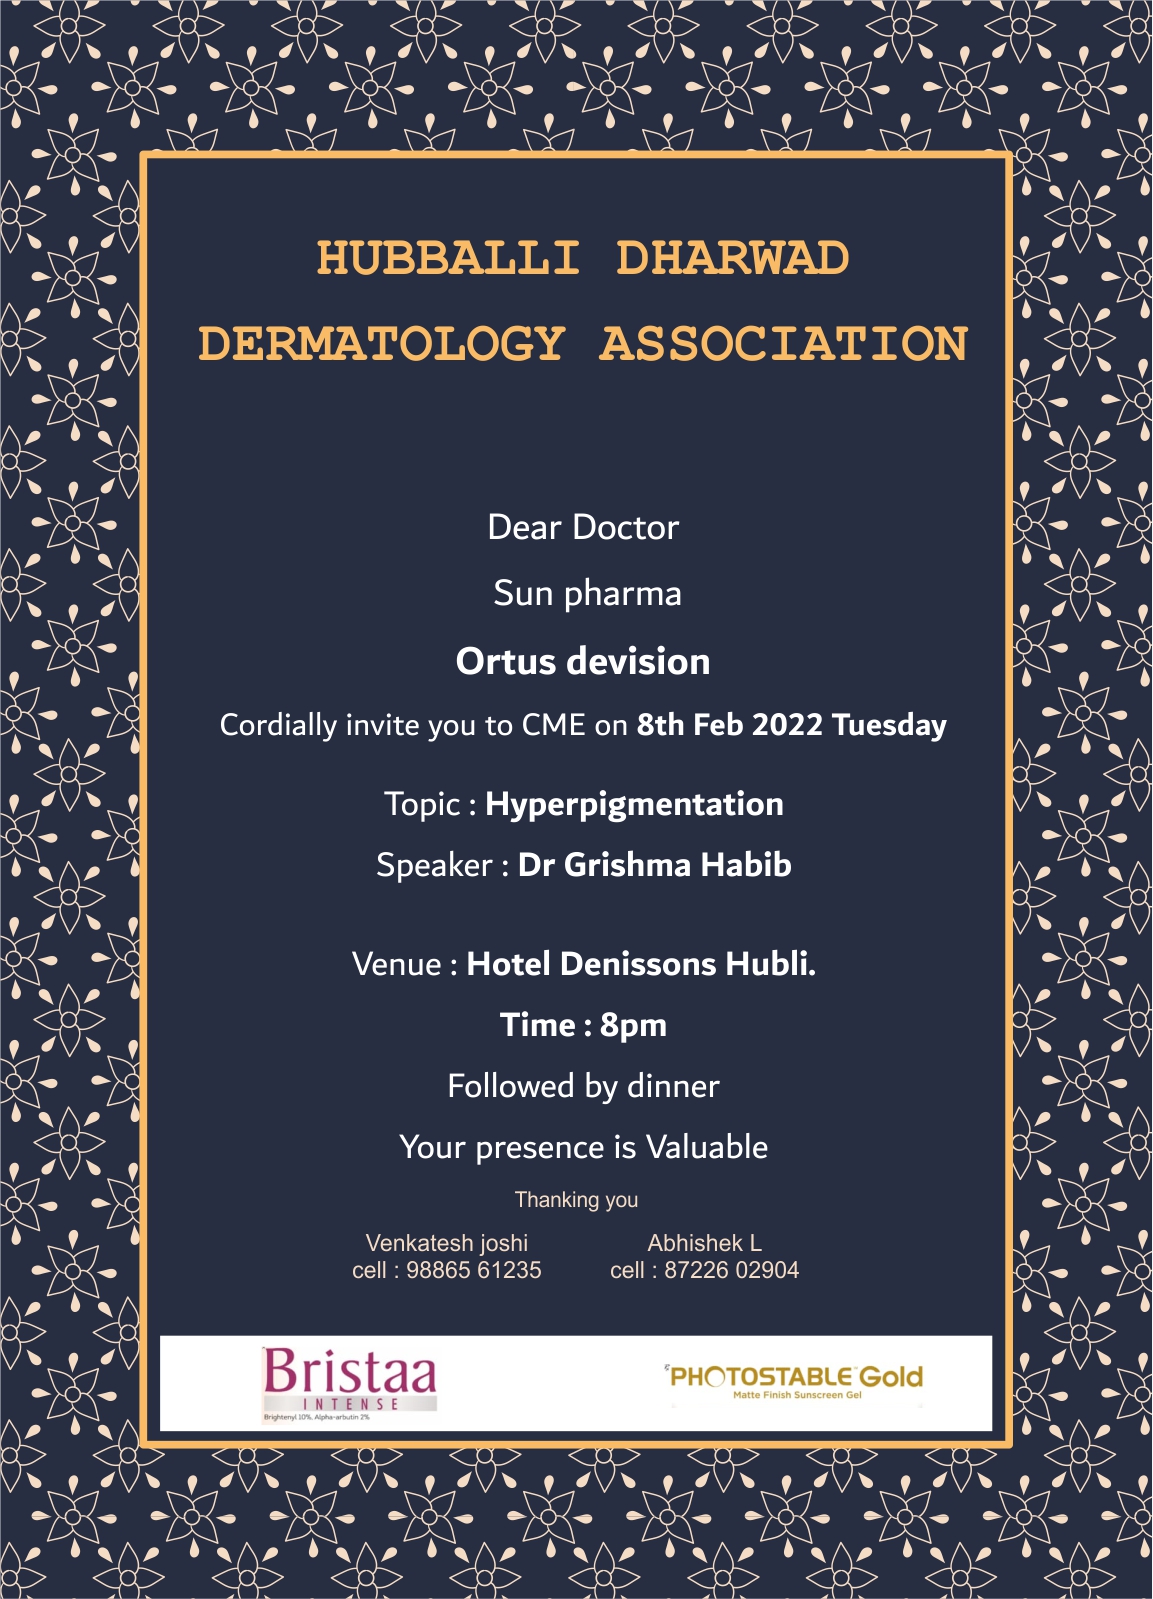 HUBBALLI DHARWAD
DERMATOLOGY ASSOCIATION
Dear Doctor
Sun pharma
Ortus devision
Cordially invite you to CME on 8th Feb 2022 Tuesday
Topic : Hyperpigmentation
Speaker : Dr Grishma Habib
Venue : Hotel Denissons Hubli.
Time : 8pm
Followed by dinner
Your presence is Valuable
Thanking you
Venkatesh joshi
cell : 98865 61235
Abhishek L
cell : 87226 02904
Bristaa
INTENSE
Brightenyl 10%, Alpha-arbutin 2%
PHOTOSTABLE Gold
Matte Finish Sunscreen Gel